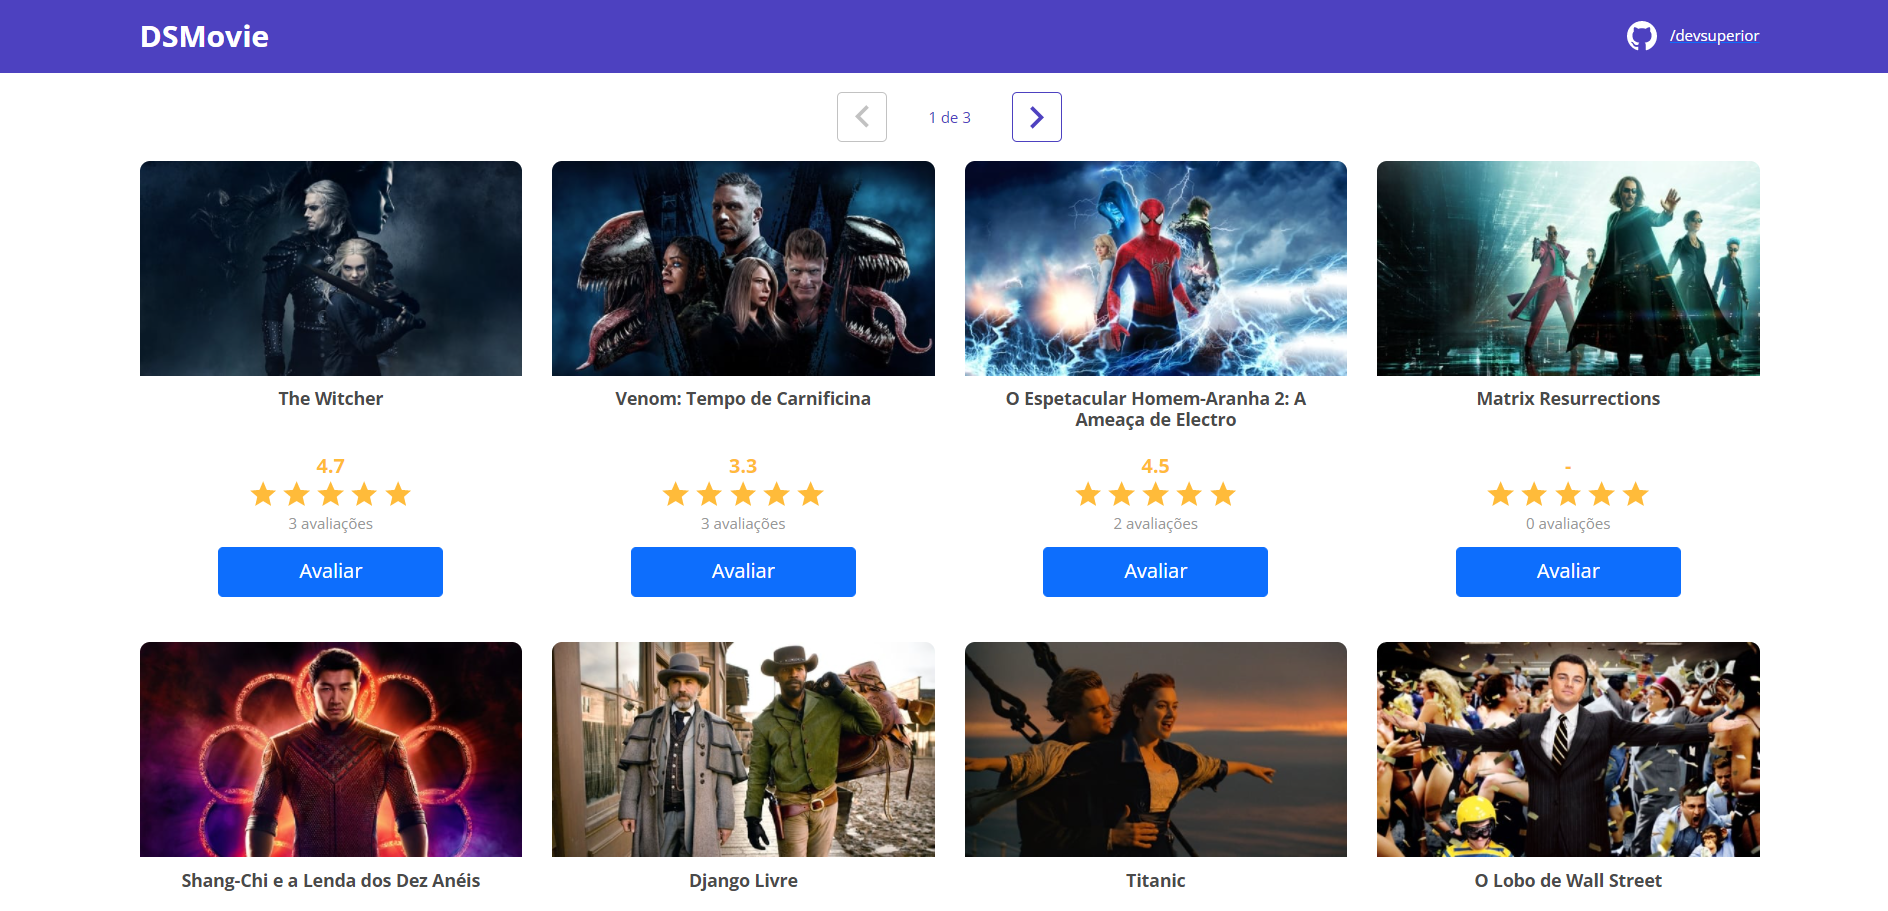 DSMovie
/devsuperior
1 de 3
The Witcher
Venom: Tempo de Carnificina
O Espetacular Homem-Aranha 2: A
Ameaça de Electro
Matrix Resurrections
4.7
3.3
4.5
-
3 avaliações
3 avaliações
2 avaliações
0 avaliações
Avaliar
Avaliar
Avaliar
Avaliar
Shang-Chi e a Lenda dos Dez Anéis
Django Livre
Titanic
O Lobo de Wall Street